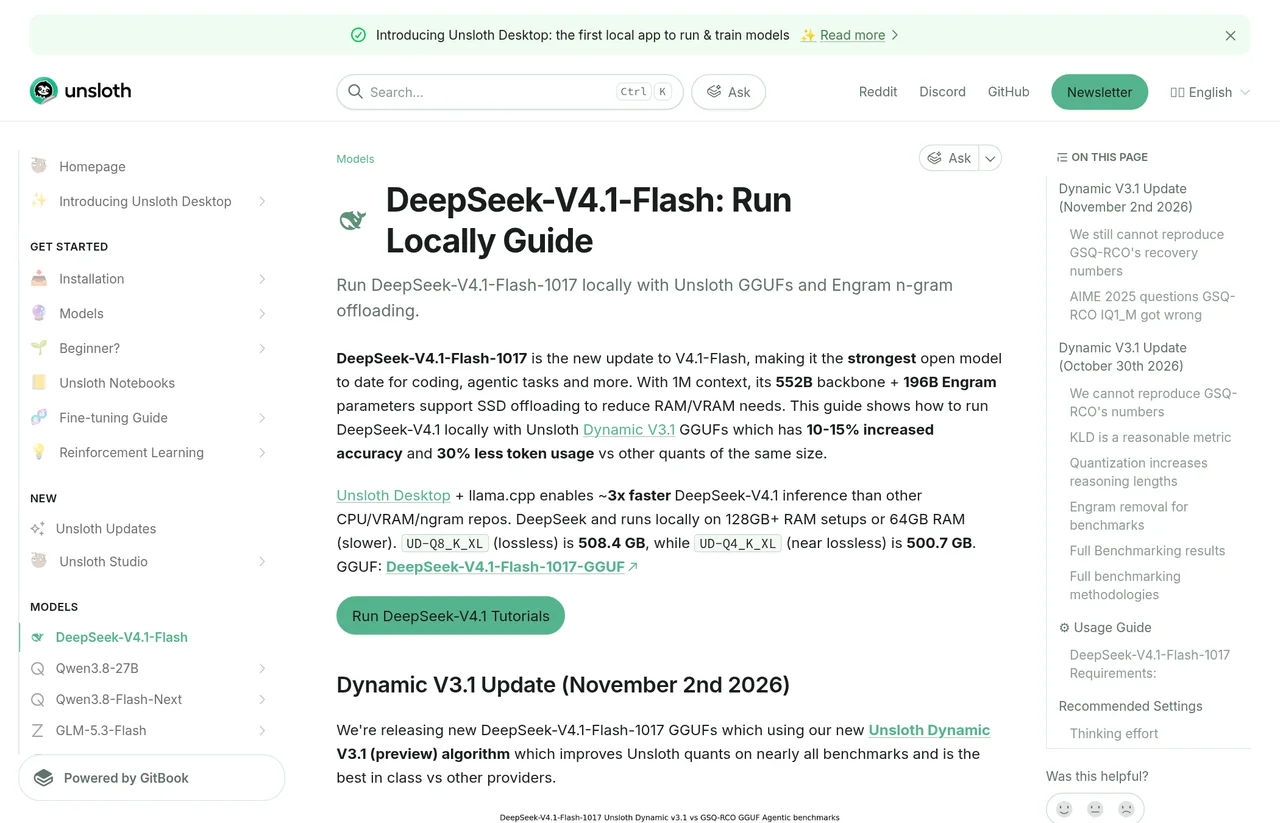 Introducing Unsloth Desktop: the first local app to run & train models ✨ Read more
unsloth
Search...
Ctrl K
Ask
Reddit
Discord
GitHub
Newsletter
English
Homepage
Introducing Unsloth Desktop
GET STARTED
Installation
Models
Beginner?
Unsloth Notebooks
Fine-tuning Guide
Reinforcement Learning
NEW
Unsloth Updates
Unsloth Studio
MODELS
DeepSeek-V4.1-Flash
Qwen3.8-27B
Qwen3.8-Flash-Next
GLM-5.3-Flash
Powered by GitBook
Models
Ask
DeepSeek-V4.1-Flash: Run
Locally Guide
Run DeepSeek-V4.1-Flash-1017 locally with Unsloth GGUFs and Engram n-gram
offloading.
DeepSeek-V4.1-Flash-1017 is the new update to V4.1-Flash, making it the strongest open model
to date for coding, agentic tasks and more. With 1M context, its 552B backbone + 196B Engram
parameters support SSD offloading to reduce RAM/VRAM needs. This guide shows how to run
DeepSeek-V4.1 locally with Unsloth Dynamic V3.1 GGUFs which has 10-15% increased
accuracy and 30% less token usage vs other quants of the same size.
Unsloth Desktop + llama.cpp enables ~3x faster DeepSeek-V4.1 inference than other
CPU/VRAM/ngram repos. DeepSeek and runs locally on 128GB+ RAM setups or 64GB RAM
(slower). UD-Q8_K_XL (lossless) is 508.4 GB, while UD-Q4_K_XL (near lossless) is 500.7 GB.
GGUF: DeepSeek-V4.1-Flash-1017-GGUF
Run DeepSeek-V4.1 Tutorials
Dynamic V3.1 Update (November 2nd 2026)
We're releasing new DeepSeek-V4.1-Flash-1017 GGUFs which using our new Unsloth Dynamic
V3.1 (preview) algorithm which improves Unsloth quants on nearly all benchmarks and is the
best in class vs other providers.
DeepSeek-V4.1-Flash-1017 Unsloth Dynamic v3.1 vs GSQ-RCO GGUF Agentic benchmarks
ON THIS PAGE
Dynamic V3.1 Update
(November 2nd 2026)
We still cannot reproduce
GSQ-RCO's recovery
numbers
AIME 2025 questions GSQ-
RCO IQ1_M got wrong
Dynamic V3.1 Update
(October 30th 2026)
We cannot reproduce GSQ-
RCO's numbers
KLD is a reasonable metric
Quantization increases
reasoning lengths
Engram removal for
benchmarks
Full Benchmarking results
Full benchmarking
methodologies
⚙ Usage Guide
DeepSeek-V4.1-Flash-1017
Requirements:
Recommended Settings
Thinking effort
Was this helpful?